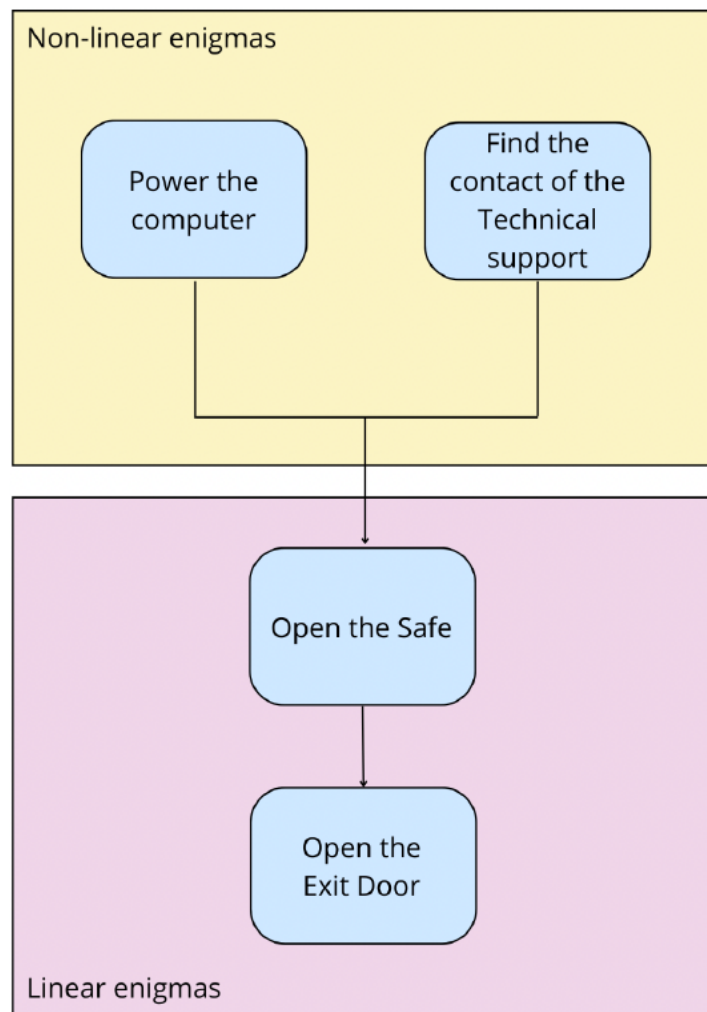 Non-linear enigmas
Power the
computer
Find the
contact of the
Technical
support
Open the Safe
Open the
Exit Door
Linear enigmas